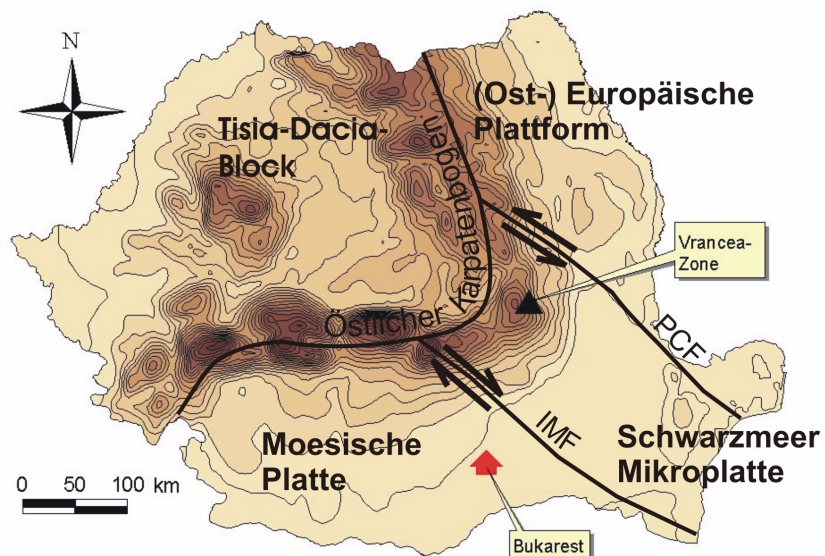 N
(Ost-) Europäische
Plattform
Tisia-Dacia-
Block
Östlicher Karpatenbogen
Vrancea-
Zone
PCF
IMF
Moesische
Platte
Schwarzmeer
Mikroplatte
0 50 100 km
Bukarest